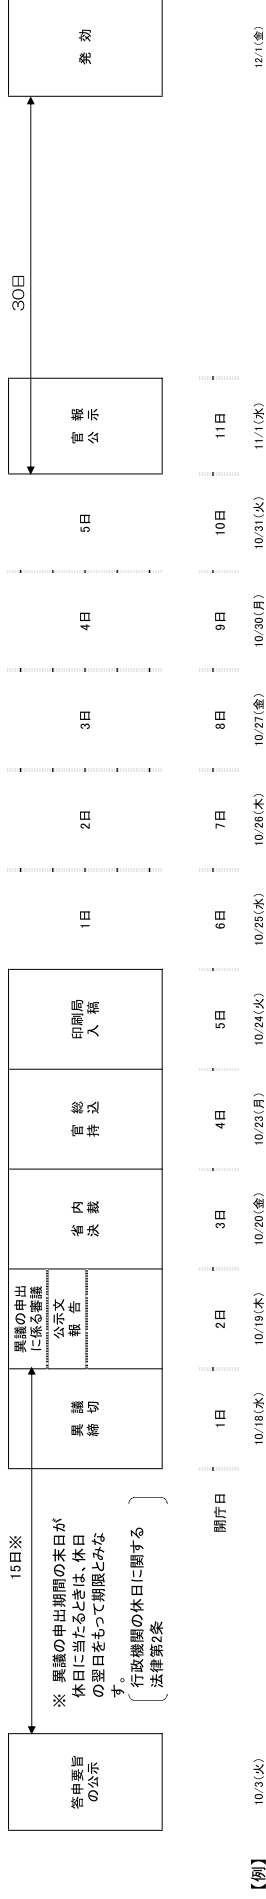 答申要旨
の公示
15日※
※ 異議の申出期間の末日が
休日に当たるときは、休日
の翌日をもって期限とみな
す。
行政機関の休日に関する
法律第2条
異 議
締 切
異議の申出
に係る審議
公示文
報 告
省 内
決 裁
官 総
持 込
印刷局
入 稿
1日
2日
3日
4日
5日
官 報
公 示
30日
発 効
開庁日
1日
2日
3日
4日
5日
6日
7日
8日
9日
10日
11日
【例】
10/3(火)
10/18(水)
10/19(木)
10/20(金)
10/23(月)
10/24(火)
10/25(水)
10/26(木)
10/27(金)
10/30(月)
10/31(火)
11/1(水)
12/1(金)